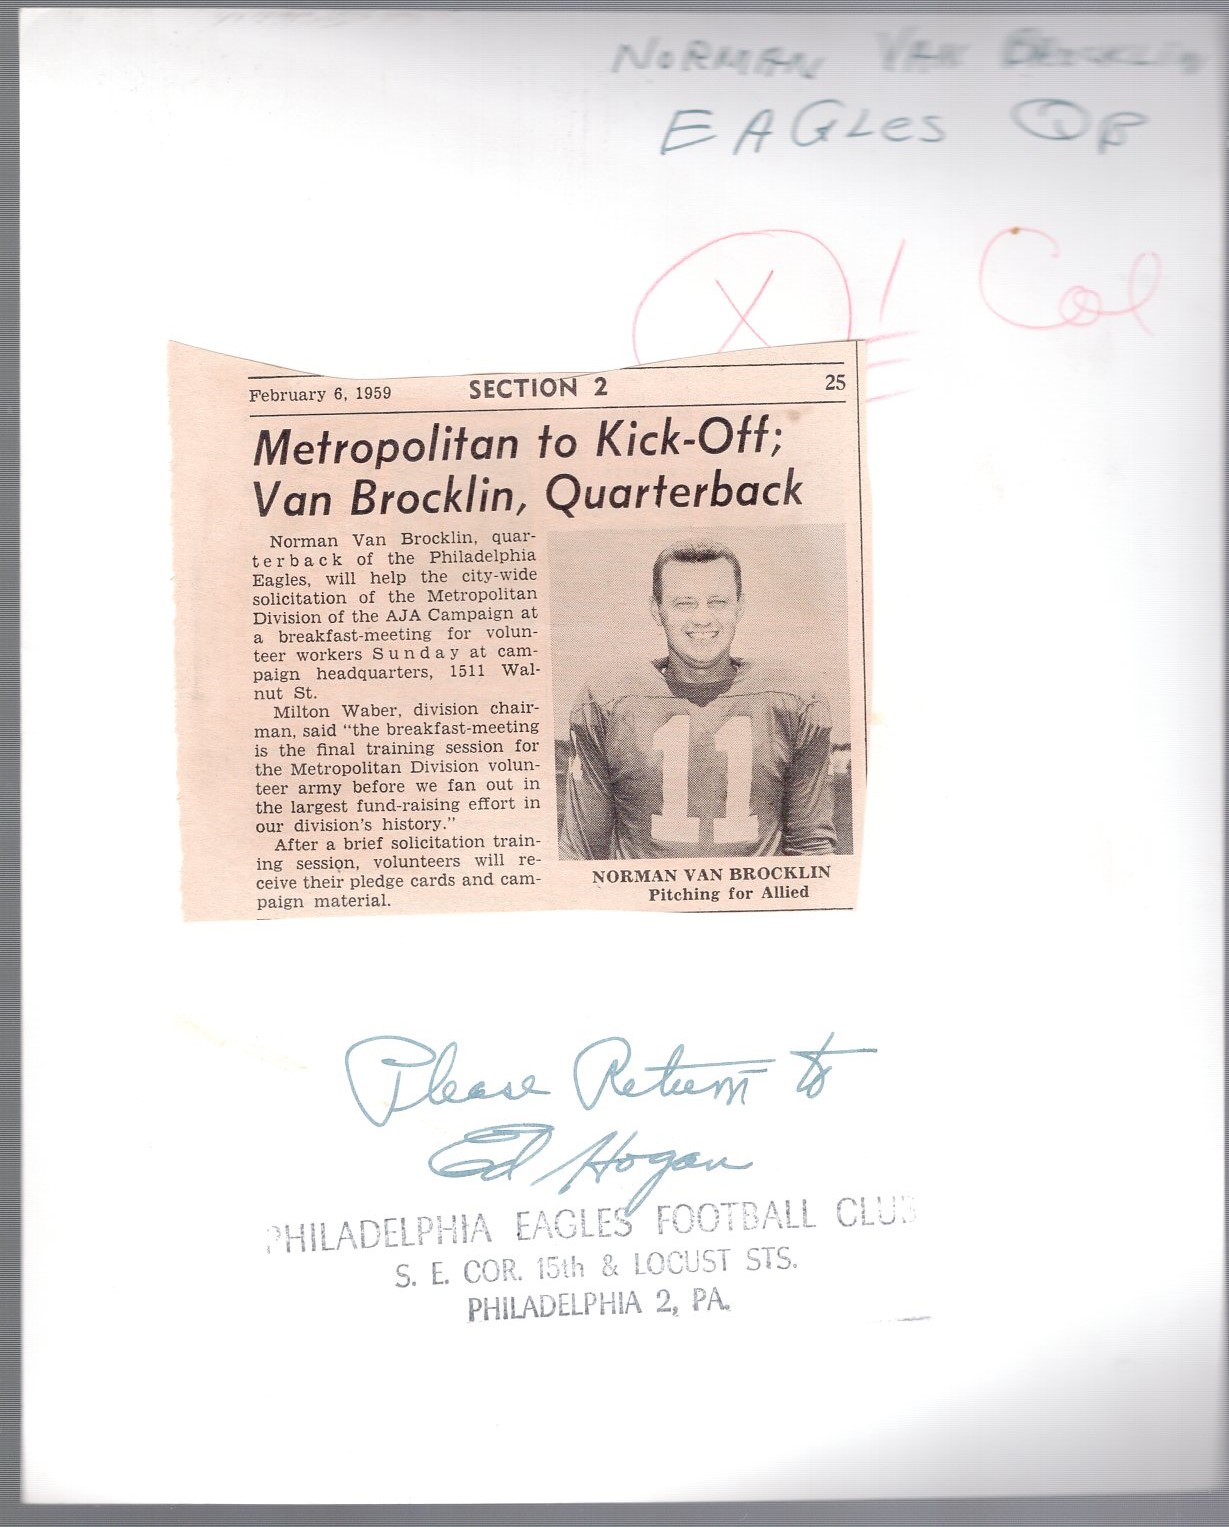 NORMAN VAN BROCKLIN
EAGLES QB
X ! Col
February 6, 1959 SECTION 2 25
Metropolitan to Kick-Off;
Van Brocklin, Quarterback
Norman Van Brocklin, quar-
terback of the Philadelphia
Eagles, will help the city-wide
solicitation of the Metropolitan
Division of the AJA Campaign at
a breakfast-meeting for volun-
teer workers Sunday at cam-
paign headquarters, 1511 Wal-
nut St.
Milton Waber, division chair-
man, said "the breakfast-meeting
is the final training session for
the Metropolitan Division volun-
teer army before we fan out in
the largest fund-raising effort in
our division's history."
After a brief solicitation train-
ing session, volunteers will re-
ceive their pledge cards and cam-
paign material.
11
NORMAN VAN BROCKLIN
Pitching for Allied
Please Return to
Ed Hogan
PHILADELPHIA EAGLES FOOTBALL CLUB
S. E. COR. 15th & LOCUST STS.
PHILADELPHIA 2, PA.